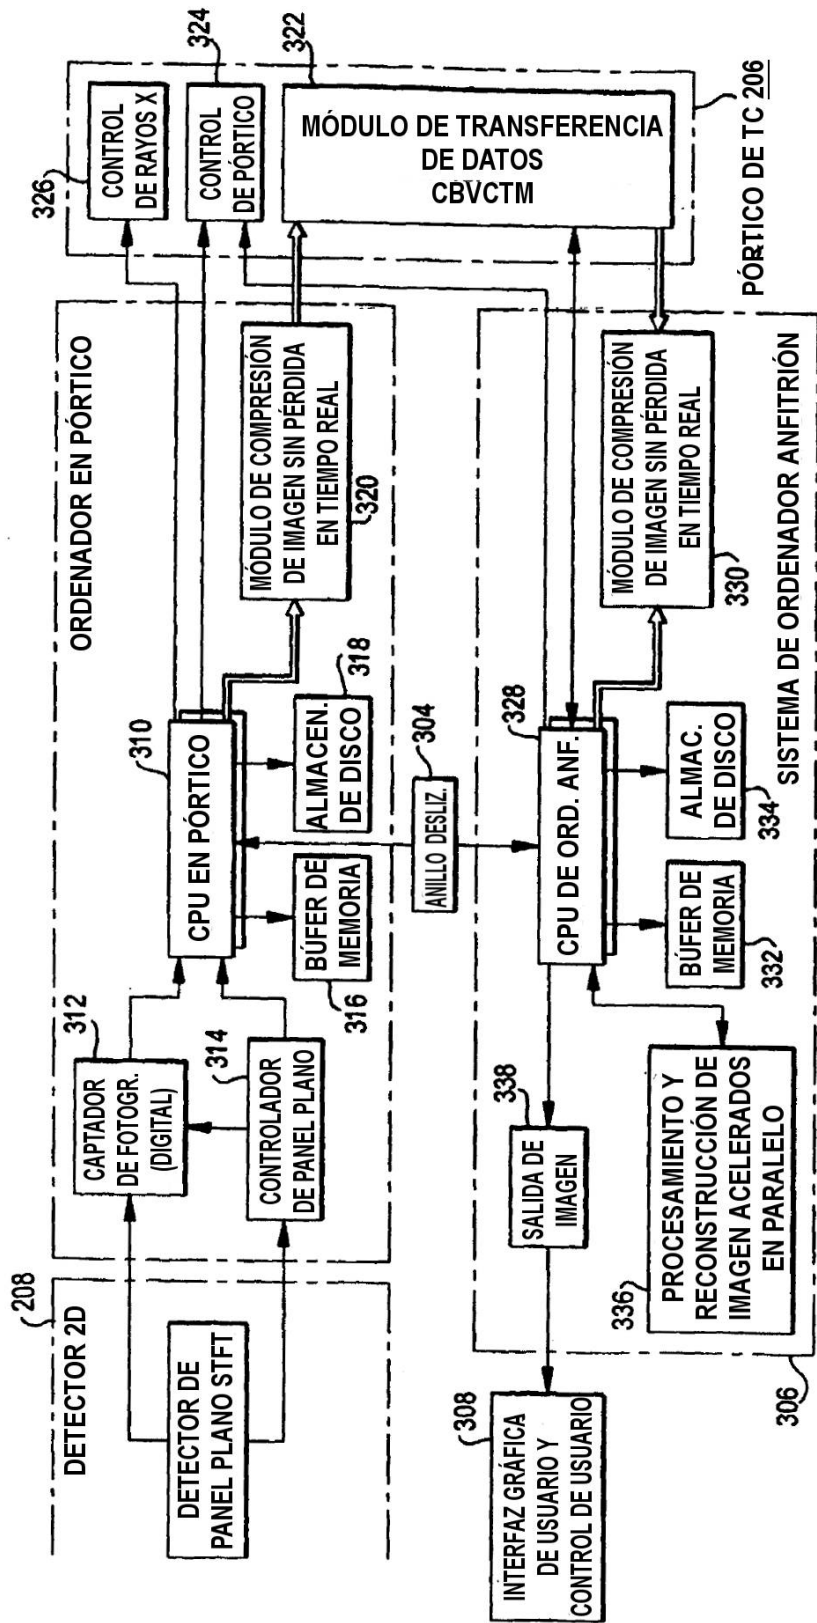 208
DETECTOR 2D
DETECTOR DE
PANEL PLANO STFT
ORDENADOR EN PÓRTICO
312
CAPTADOR
DE FOTOGR.
(DIGITAL)
314
CONTROLADOR
DE PANEL PLANO
310
CPU EN PÓRTICO
316
BÚFER DE
MEMORIA
318
ALMACEN.
DE DISCO
320
MÓDULO DE COMPRESIÓN
DE IMAGEN SIN PÉRDIDA
EN TIEMPO REAL
326
CONTROL
DE RAYOS X
324
CONTROL
DE PÓRTICO
322
MÓDULO DE TRANSFERENCIA
DE DATOS
CBVCTM
PÓRTICO DE TC 206
304
ANILLO DESLIZ.
308
INTERFAZ GRÁFICA
DE USUARIO Y
CONTROL DE USUARIO
338
SALIDA DE
IMAGEN
336
PROCESAMIENTO Y
RECONSTRUCCIÓN DE
IMAGEN ACELERADOS
EN PARALELO
306
328
CPU DE ORD. ANF.
332
BÚFER DE
MEMORIA
334
ALMAC.
DE DISCO
330
MÓDULO DE COMPRESIÓN
DE IMAGEN SIN PÉRDIDA
EN TIEMPO REAL
SISTEMA DE ORDENADOR ANFITRIÓN